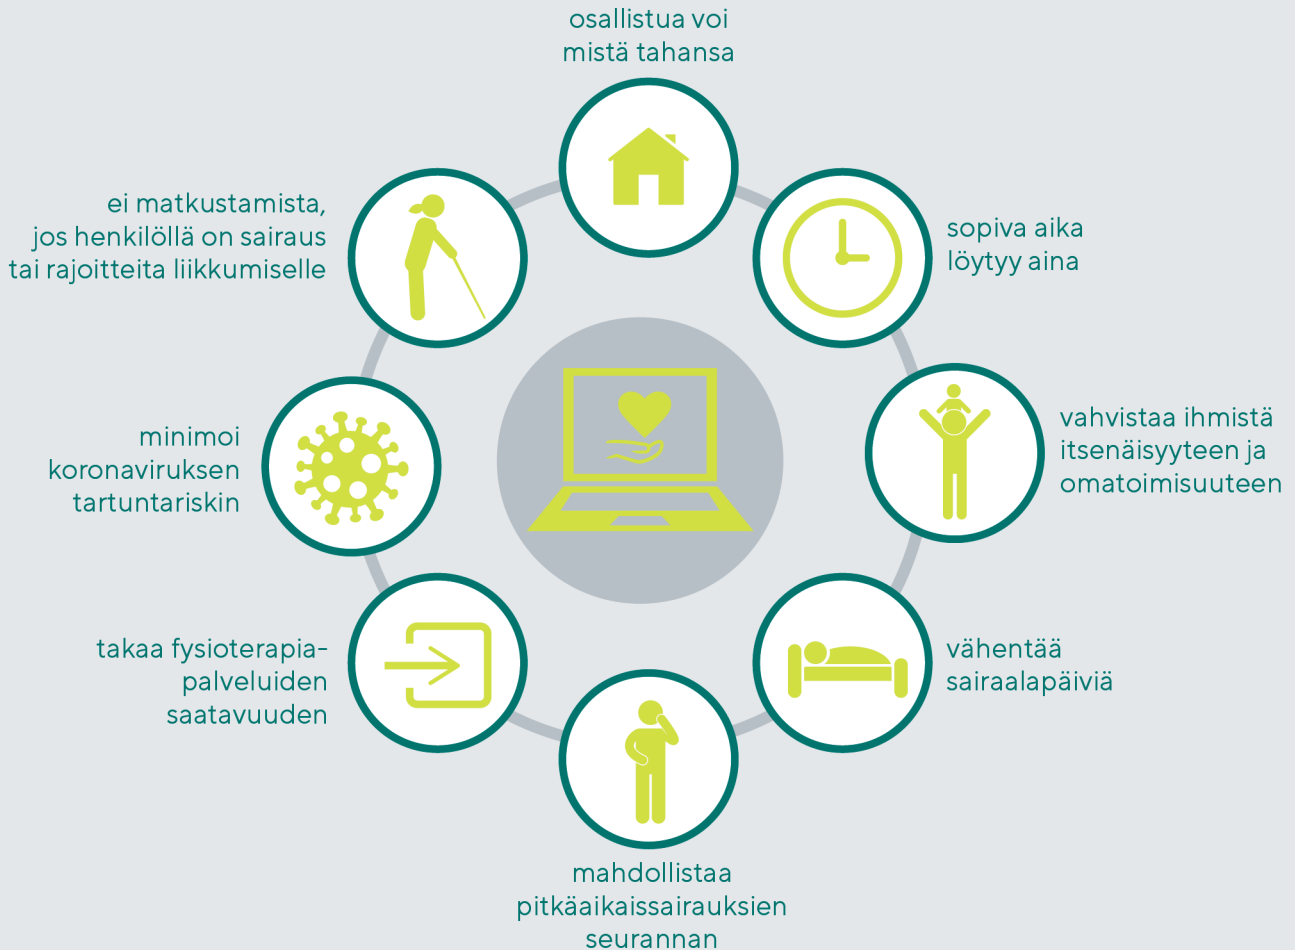 osallistua voi
mistä tahansa
sopiva aika
löytyy aina
vahvistaa ihmistä
itsenäisyyteen ja
omatoimisuuteen
vähentää
sairaalapäiviä
mahdollistaa
pitkäaikaissairauksien
seurannan
takaa fysioterapia-
palveluiden
saatavuuden
minimoi
koronaviruksen
tartuntariskin
ei matkustamista,
jos henkilöllä on sairaus
tai rajoitteita liikkumiselle